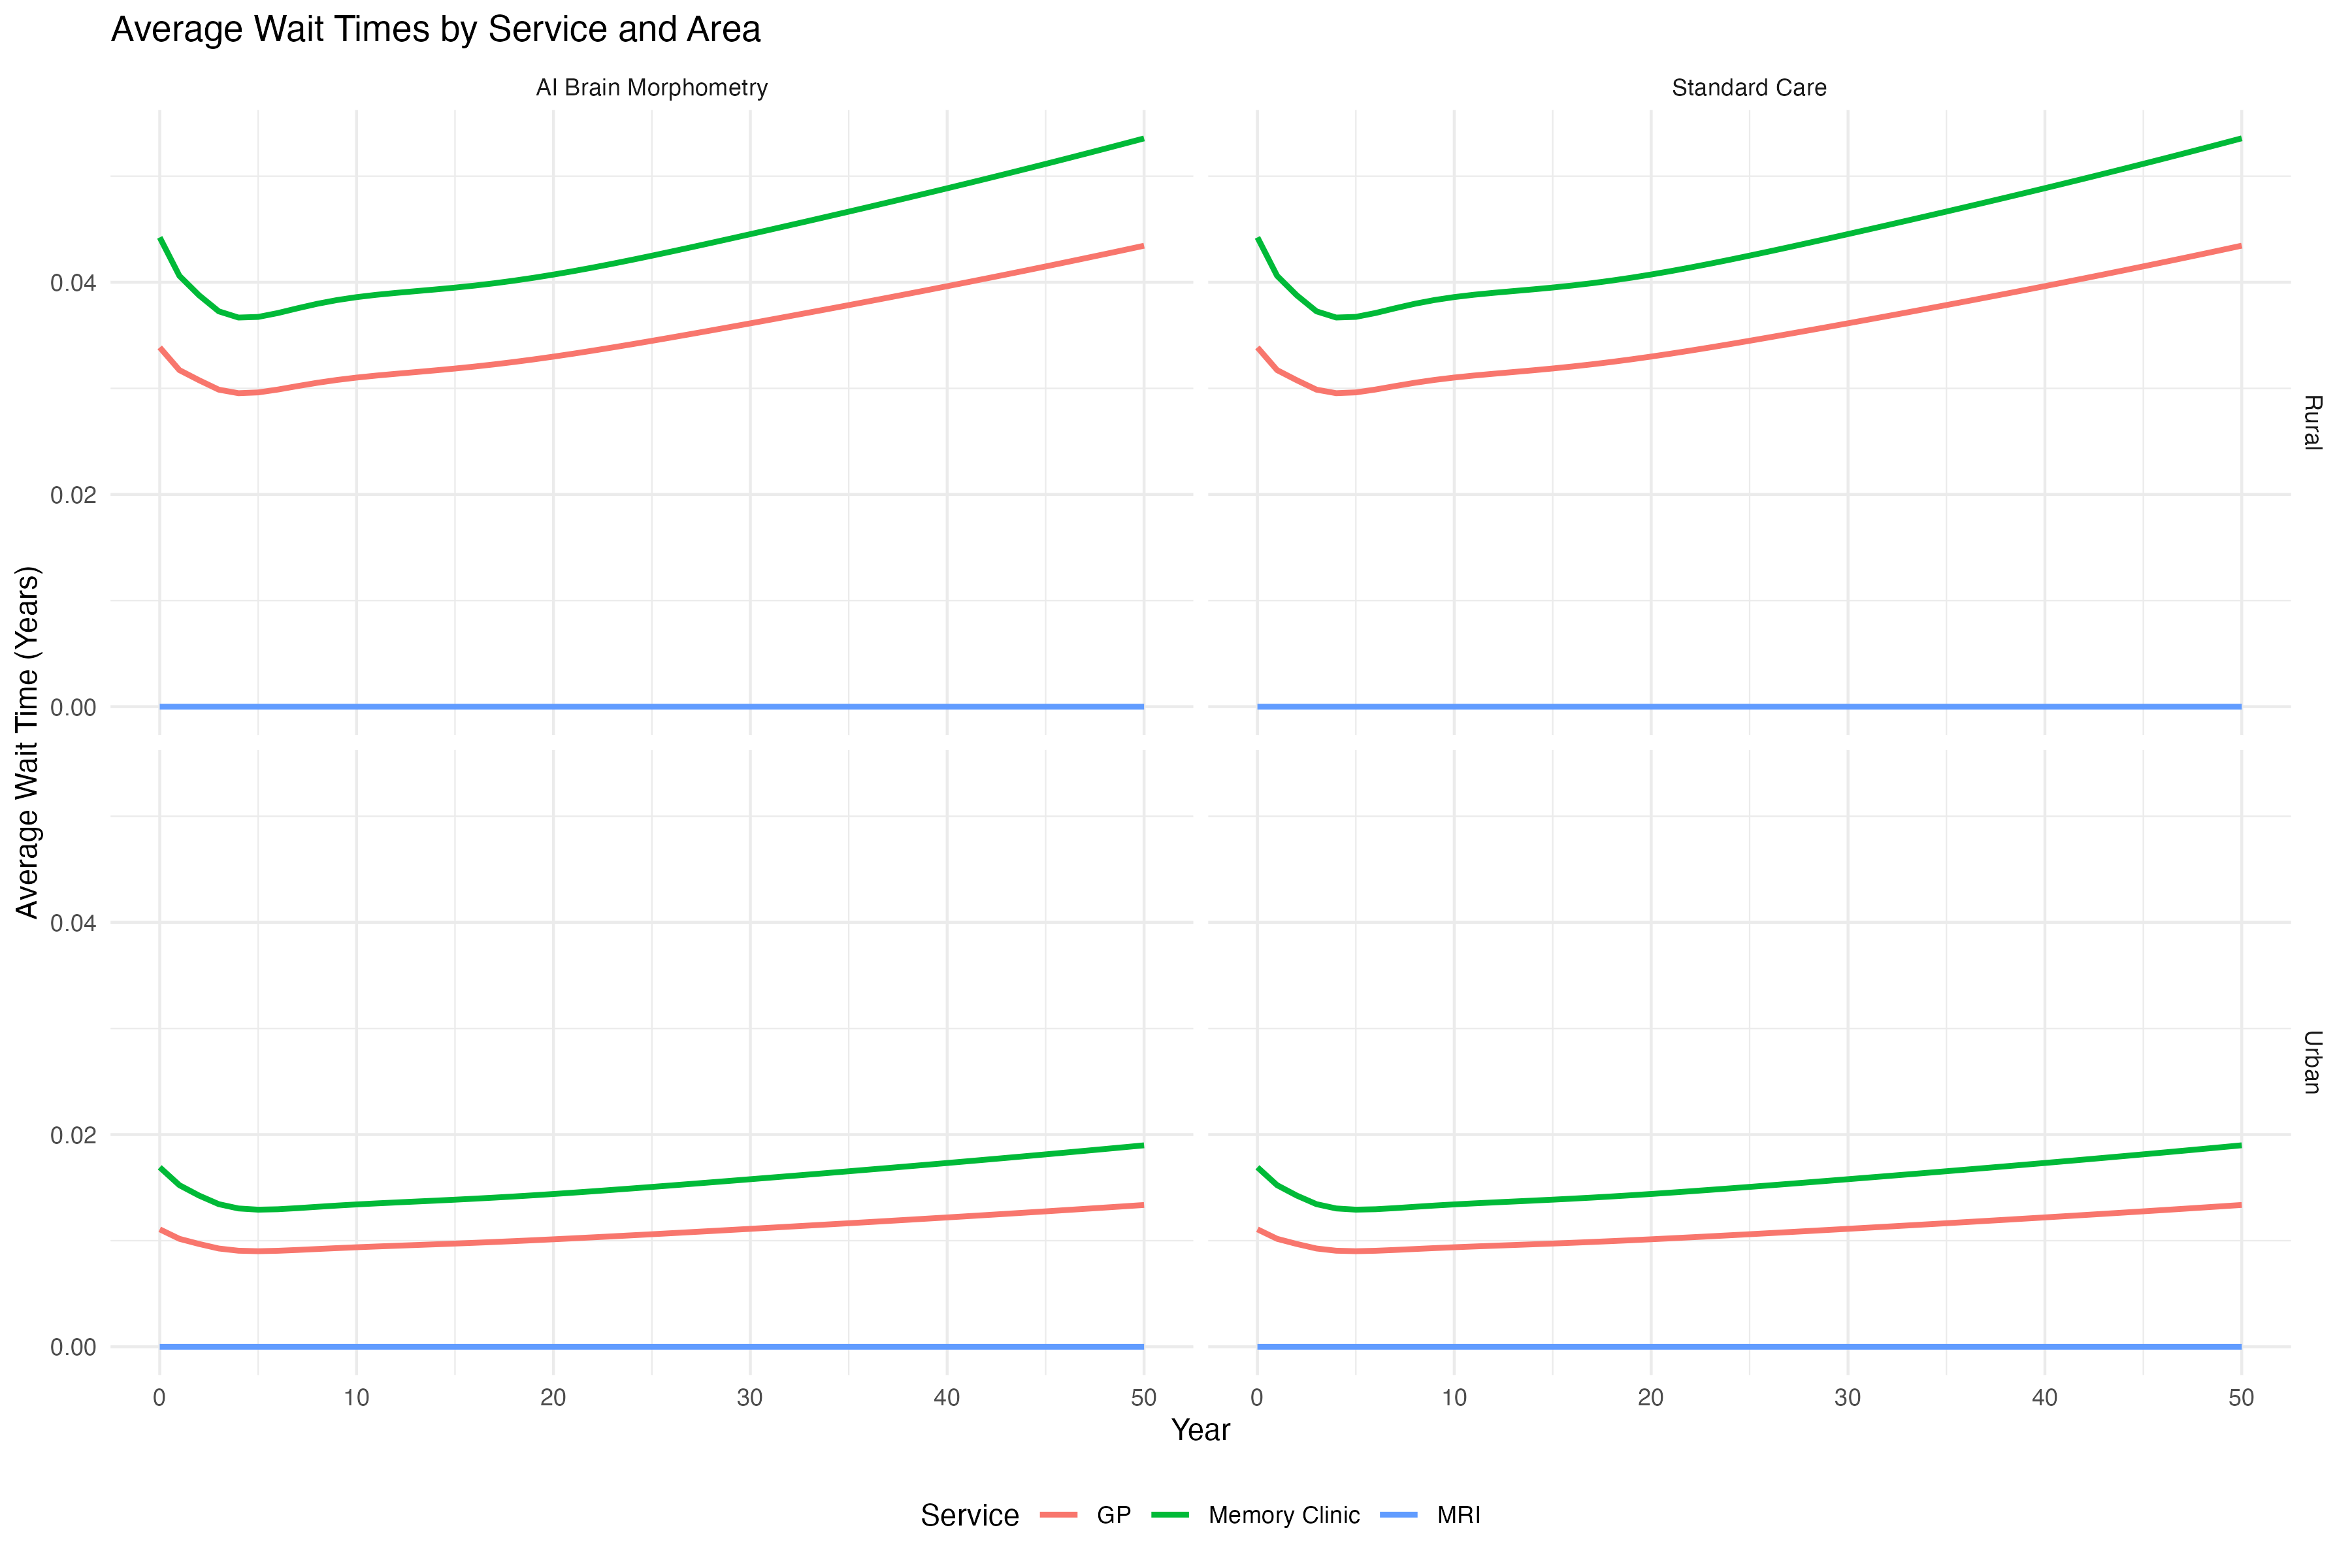 Average Wait Times by Service and Area
AI Brain Morphometry
Standard Care
Average Wait Time (Years)
0.04
0.02
0.00
Rural
0.04
0.02
0.00
Urban
0 10 20 30 40 50
0 10 20 30 40 50
Year
Service GP Memory Clinic MRI